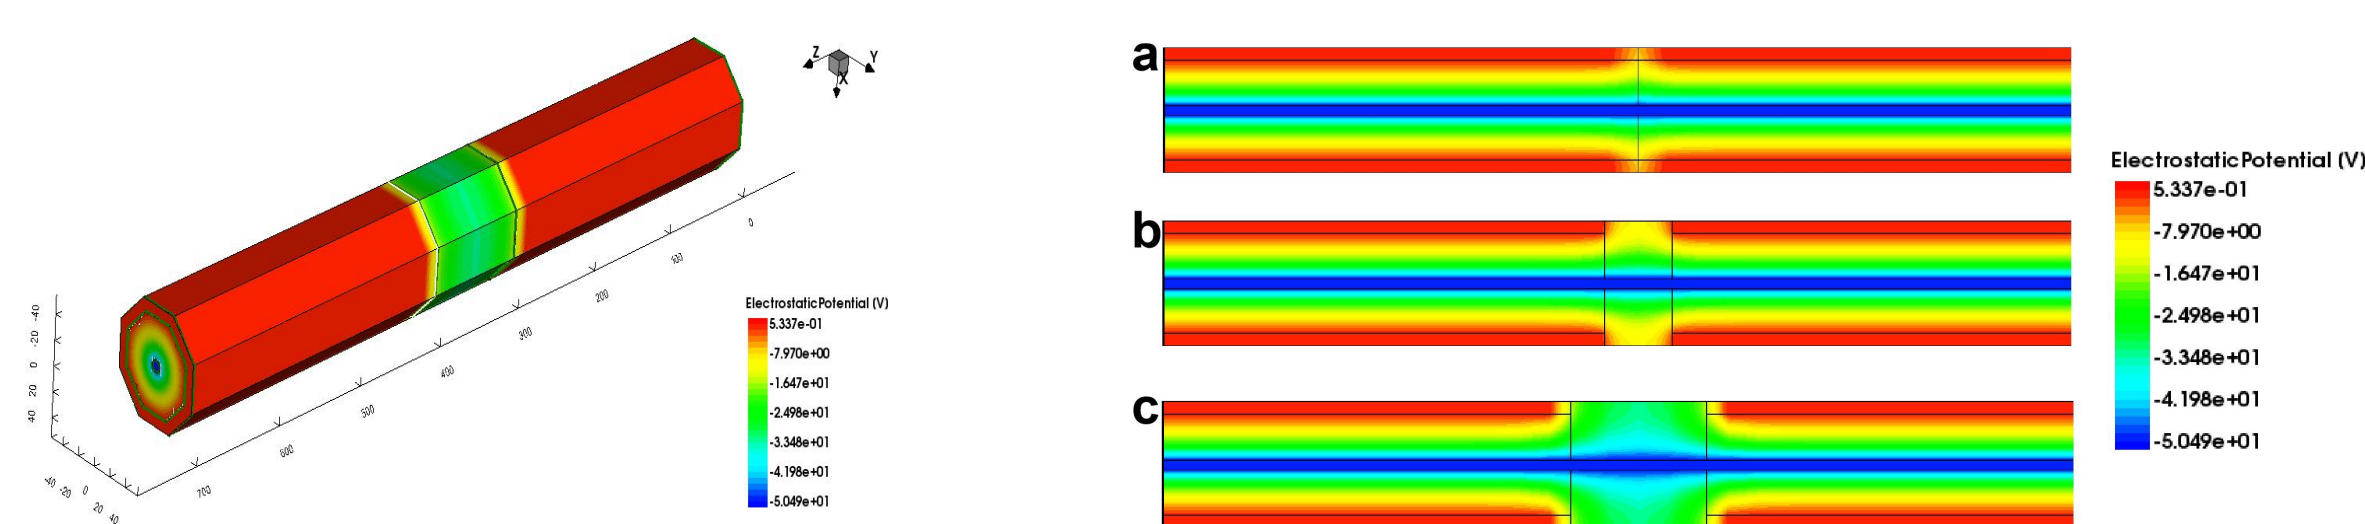 Z
Y
X
0
100
200
300
400
500
600
700
-40
-20
0
20
40
-40
-20
0
20
40
ElectrostaticPotential (V)
5.337e-01
-7.970e+00
-1.647e+01
-2.498e+01
-3.348e+01
-4.198e+01
-5.049e+01
a
b
c
ElectrostaticPotential (V)
5.337e-01
-7.970e+00
-1.647e+01
-2.498e+01
-3.348e+01
-4.198e+01
-5.049e+01